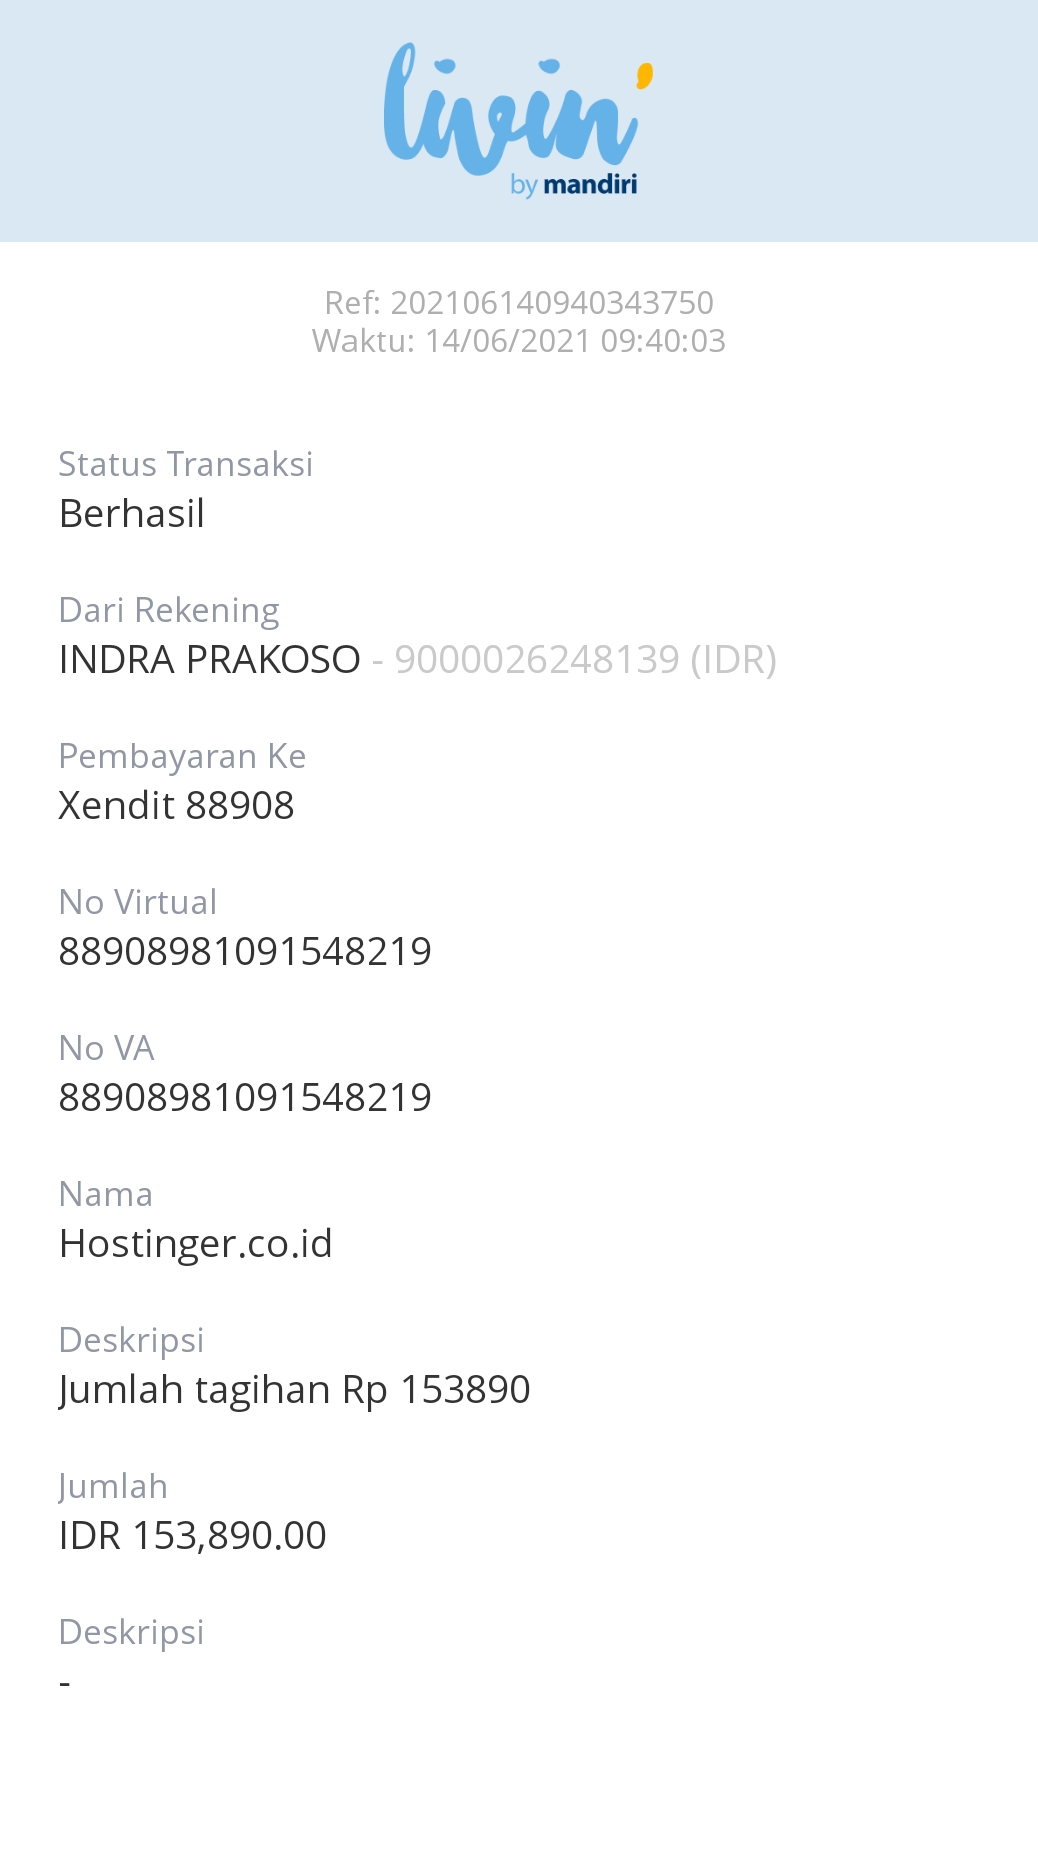 livin'
by mandiri
Ref: 202106140940343750
Waktu: 14/06/2021 09:40:03
Status Transaksi
Berhasil
Dari Rekening
INDRA PRAKOSO - 9000026248139 (IDR)
Pembayaran Ke
Xendit 88908
No Virtual
88908981091548219
No VA
88908981091548219
Nama
Hostinger.co.id
Deskripsi
Jumlah tagihan Rp 153890
Jumlah
IDR 153,890.00
Deskripsi
-